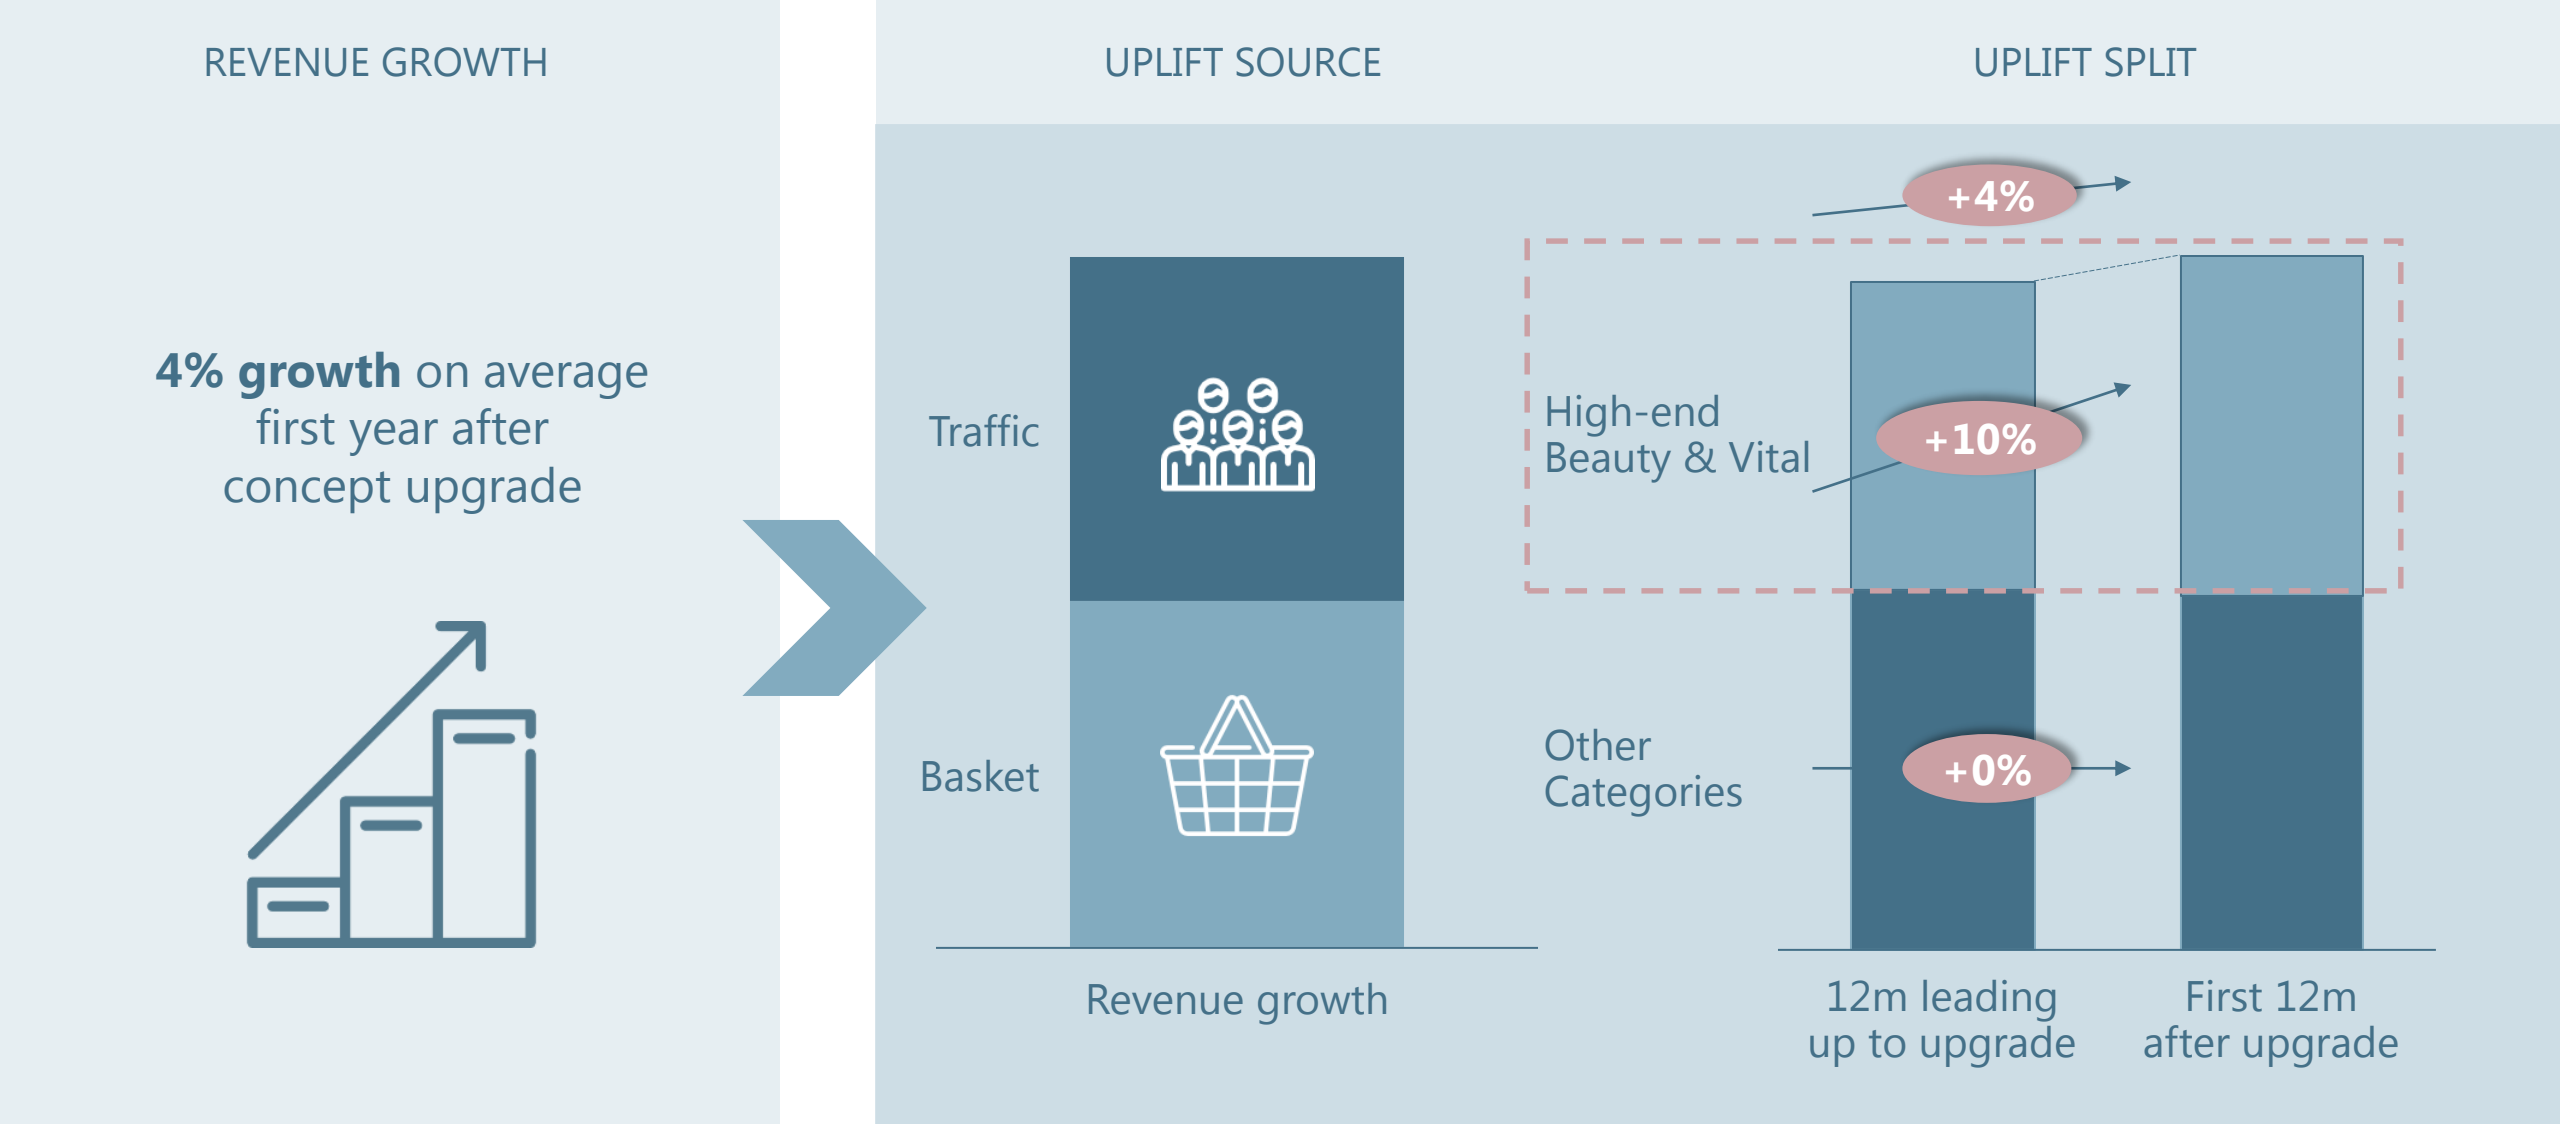 REVENUE GROWTH
4% growth on average
first year after
concept upgrade
UPLIFT SOURCE
Traffic
Basket
Revenue growth
UPLIFT SPLIT
+4%
High-end
Beauty & Vital
+10%
Other
Categories
+0%
12m leading
up to upgrade
First 12m
after upgrade